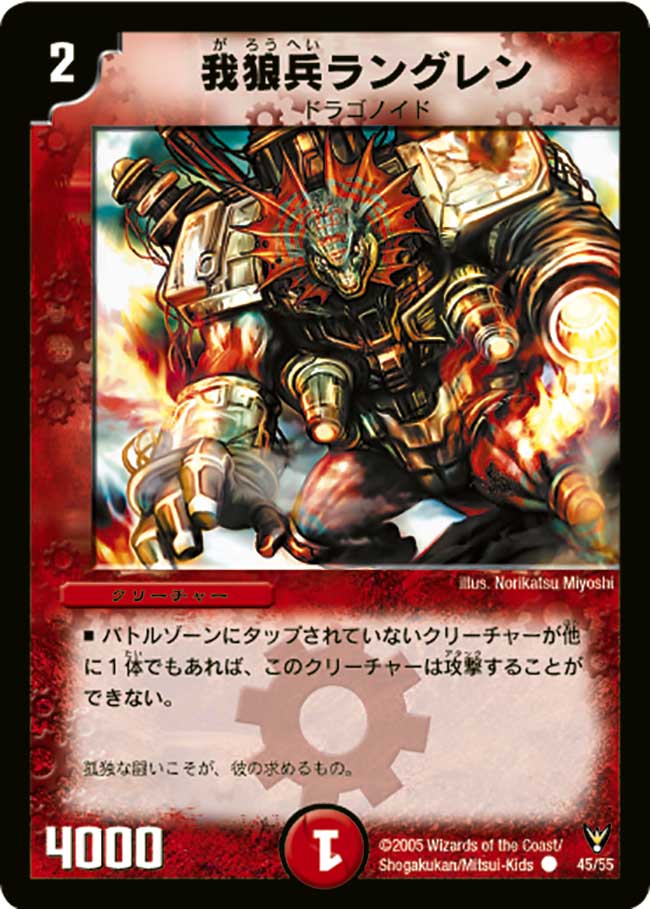 2
がろうへい
我狼兵ラングレン
ドラゴノイド
illus. Norikatsu Miyoshi
クリーチャー
■ バトルゾーンにタップされていないクリーチャーが他
に1体でもあれば、このクリーチャーは攻撃することが
できない。
孤独な闘いこそが、彼の求めるもの。
4000
1
©2005 Wizards of the Coast/
Shogakukan/Mitsui-Kids
45/55